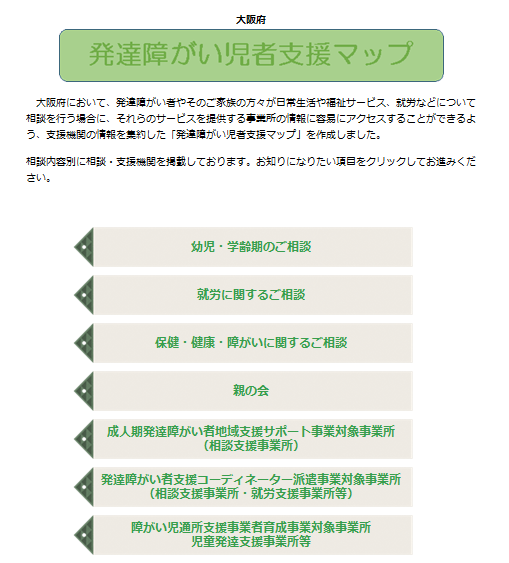 大阪府
発達障がい児者支援マップ
大阪府において、発達障がい者やそのご家族の方々が日常生活や福祉サービス、就労などについて
相談を行う場合に、それらのサービスを提供する事業所の情報に容易にアクセスすることができるよ
う、支援機関の情報を集約した「発達障がい児者支援マップ」を作成しました。
相談内容別に相談・支援機関を掲載しております。お知りになりたい項目をクリックしてお進みくだ
さい。
幼児・学齢期のご相談
就労に関するご相談
保健・健康・障がいに関するご相談
親の会
成人期発達障がい者地域支援サポート事業対象事業所
（相談支援事業所）
発達障がい者支援コーディネーター派遣事業対象事業所
（相談支援事業所・就労支援事業所等）
障がい児通所支援事業者育成事業対象事業所
児童発達支援事業所等